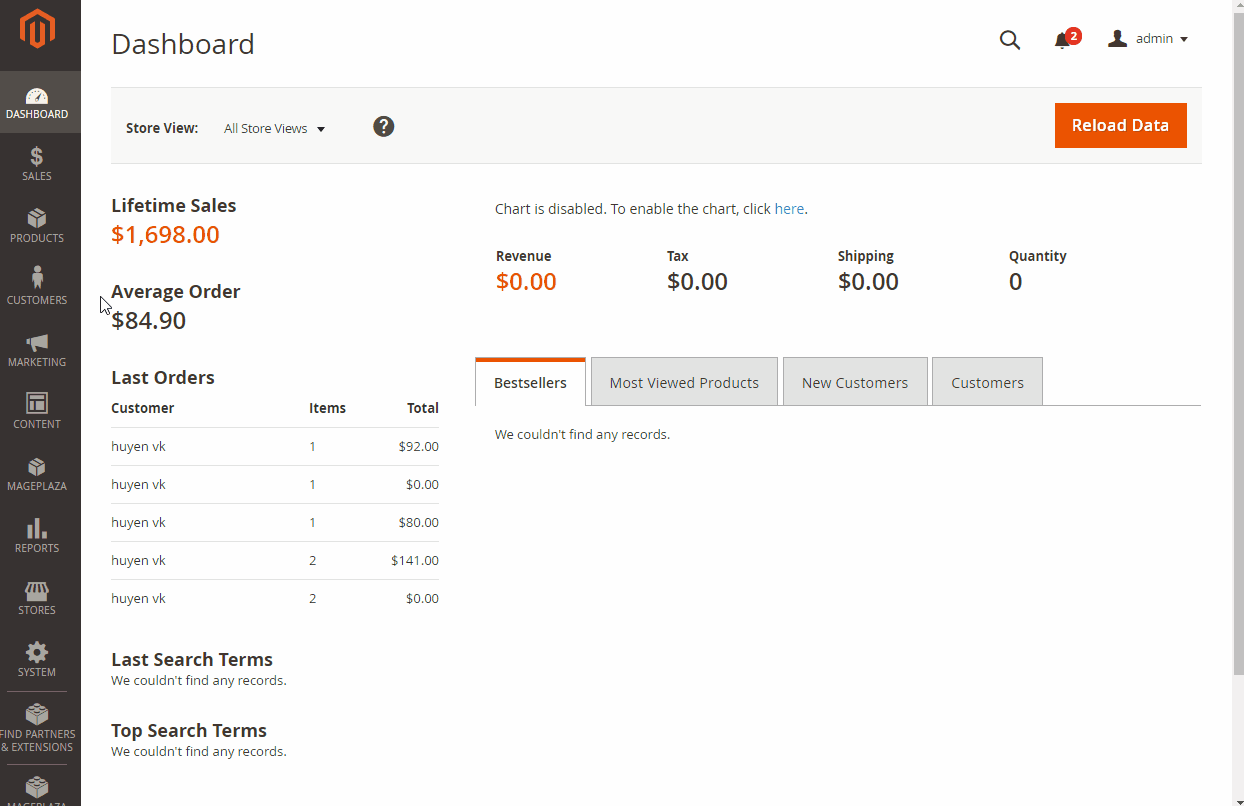 Dashboard
2
admin
DASHBOARD
Store View: All Store Views
?
Reload Data
$
SALES
PRODUCTS
CUSTOMERS
MARKETING
CONTENT
MAGEPLAZA
REPORTS
STORES
SYSTEM
FIND PARTNERS
& EXTENSIONS
MAGEPLAZA
Lifetime Sales
$1,698.00
Average Order
$84.90
Last Orders
Customer Items Total
huyen vk 1 $92.00
huyen vk 1 $0.00
huyen vk 1 $80.00
huyen vk 2 $141.00
huyen vk 2 $0.00
Last Search Terms
We couldn't find any records.
Top Search Terms
We couldn't find any records.
Chart is disabled. To enable the chart, click here.
Revenue Tax Shipping Quantity
$0.00 $0.00 $0.00 0
Bestsellers Most Viewed Products New Customers Customers
We couldn't find any records.